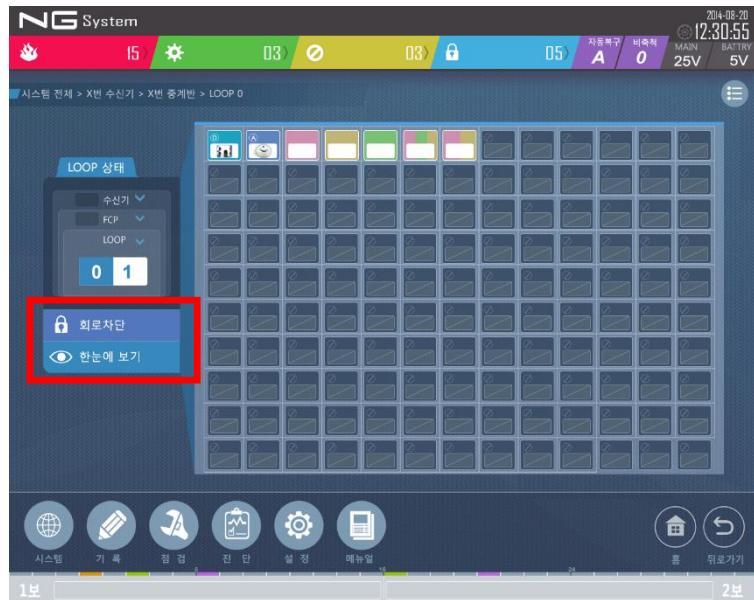 NG System
2014-08-20
12:30:55
15
03
03
05
자동복구
A
비축적
0
MAIN
25V
BATTRY
5V
시스템 전체 > X번 수신기 > X번 중계반 > LOOP 0
D
A
LOOP 상태
수신기
FCP
LOOP
0 1
회로차단
한눈에 보기
시스템
기 록
점 검
진 단
설 정
메뉴얼
홈
뒤로가기
1보
2보